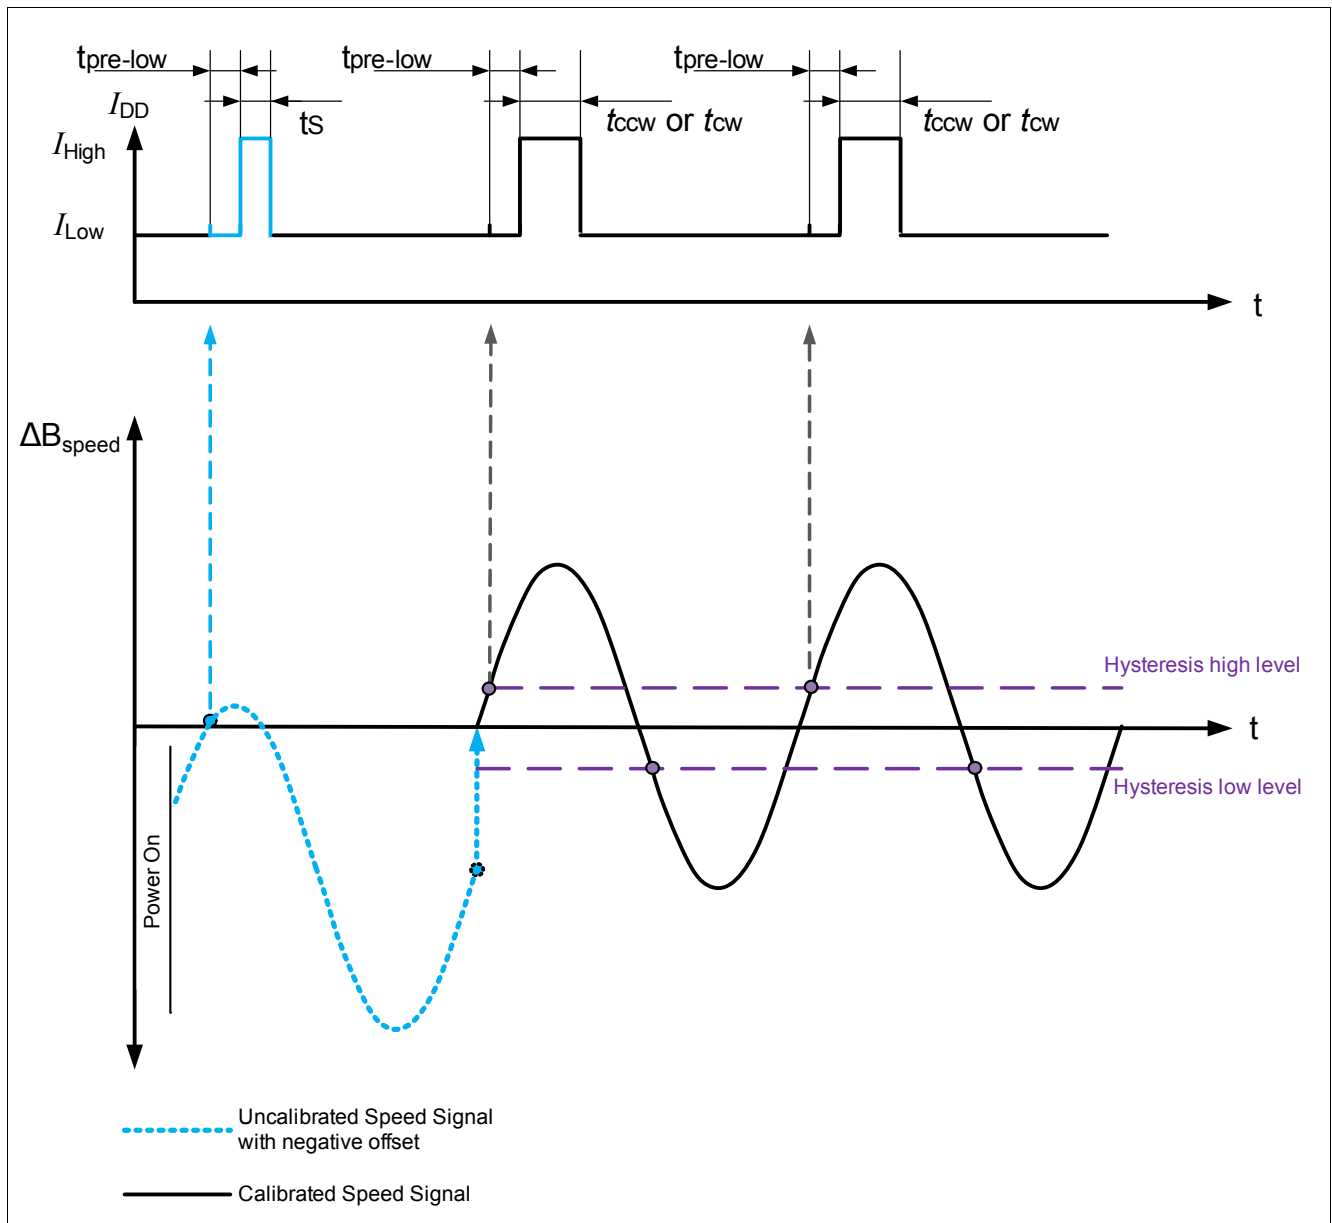 tpre-low
tpre-low
tpre-low
IDD
tS
tccw or tcw
tccw or tcw
IHigh
ILow
t
ΔBspeed
Hysteresis high level
t
Hysteresis low level
Power On
Uncalibrated Speed Signal
with negative offset
Calibrated Speed Signal